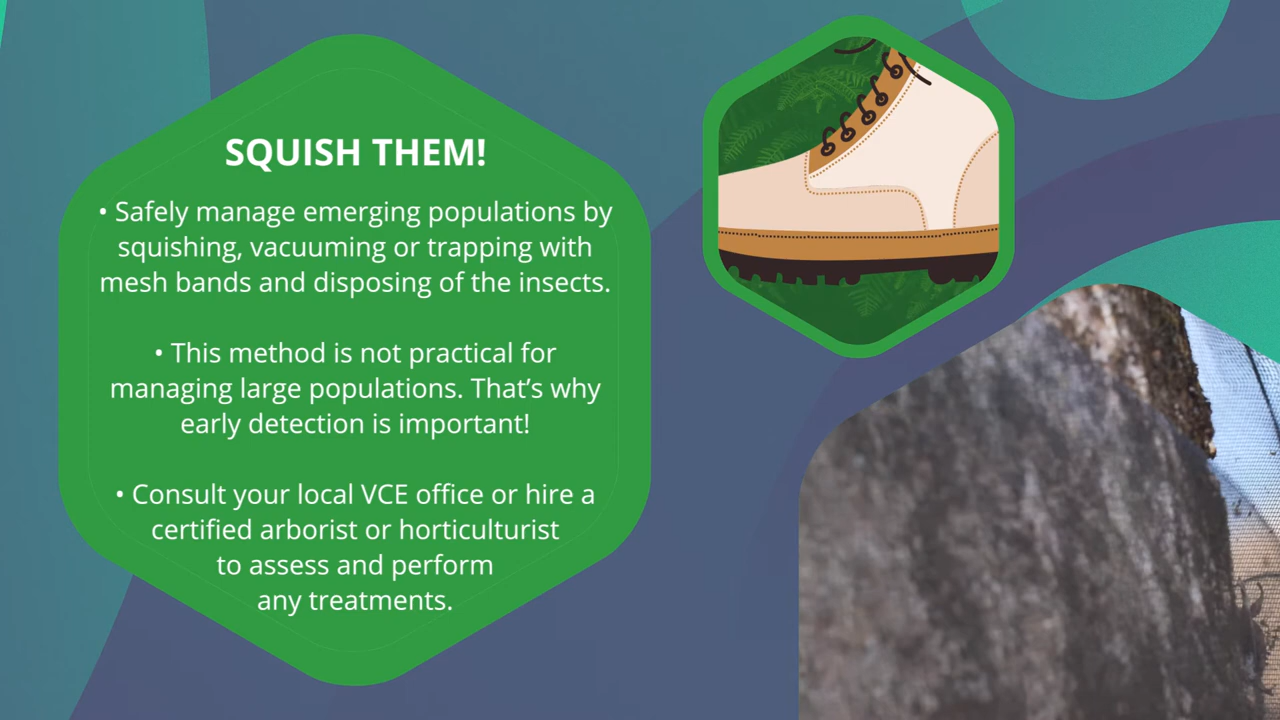 SQUISH THEM!
• Safely manage emerging populations by
squishing, vacuuming or trapping with
mesh bands and disposing of the insects.
• This method is not practical for
managing large populations. That’s why
early detection is important!
• Consult your local VCE office or hire a
certified arborist or horticulturist
to assess and perform
any treatments.